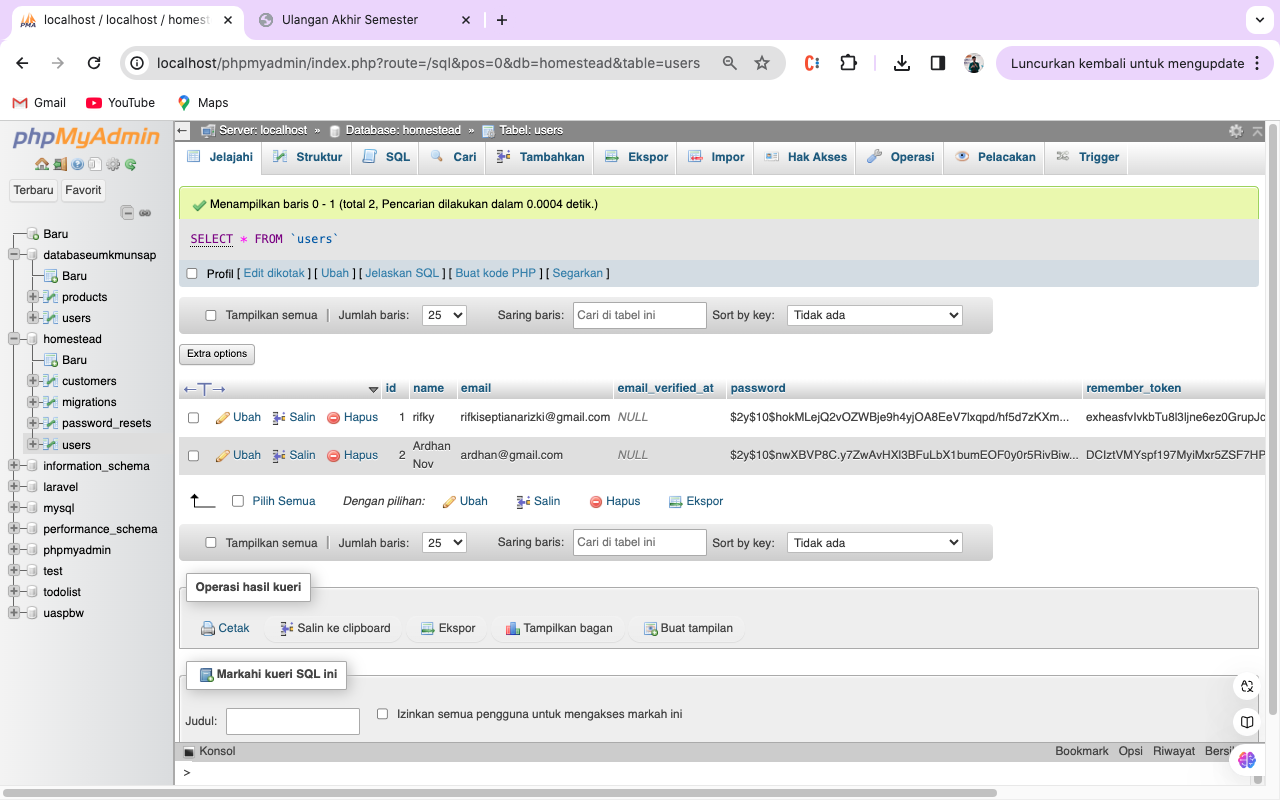 localhost / localhost / homest
Ulangan Akhir Semester
localhost/phpmyadmin/index.php?route=/sql&pos=0&db=homestead&table=users
Luncurkan kembali untuk mengupdate
Gmail YouTube Maps
phpMyAdmin
Terbaru Favorit
Baru
databaseumkmunsap
Baru
products
users
homestead
Baru
customers
migrations
password_resets
users
information_schema
laravel
mysql
performance_schema
phpmyadmin
test
todolist
uaspbw
Server: localhost » Database: homestead » Tabel: users
Jelajahi Struktur SQL Cari Tambahkan Ekspor Impor Hak Akses Operasi Pelacakan Trigger
Menampilkan baris 0 - 1 (total 2, Pencarian dilakukan dalam 0.0004 detik.)
SELECT * FROM `users`
Profil [ Edit dikotak ] [ Ubah ] [ Jelaskan SQL ] [ Buat kode PHP ] [ Segarkan ]
Tampilkan semua | Jumlah baris: 25 Saring baris: Cari di tabel ini Sort by key: Tidak ada
Extra options
←T→ id name email email_verified_at password remember_token
Ubah Salin Hapus 1 rifky rifkiseptianarizki@gmail.com NULL $2y$10$hokMLejQ2vOZWBje9h4yjOA8EeV7lxqpd/hf5d7zKXm... exheasfvIvkbTu8l3ljne6ez0GrupJc
Ubah Salin Hapus 2 Ardhan Nov ardhan@gmail.com NULL $2y$10$nwXBVP8C.y7ZwAvHXl3BFuLbX1bumEOF0y0r5RivBiw... DCIztVMYspf197MyiMxr5ZSF7HP
Pilih Semua Dengan pilihan: Ubah Salin Hapus Ekspor
Tampilkan semua | Jumlah baris: 25 Saring baris: Cari di tabel ini Sort by key: Tidak ada
Operasi hasil kueri
Cetak Salin ke clipboard Ekspor Tampilkan bagan Buat tampilan
Markahi kueri SQL ini
Judul: Izinkan semua pengguna untuk mengakses markah ini
Konsol Bookmark Opsi Riwayat Bersi
>